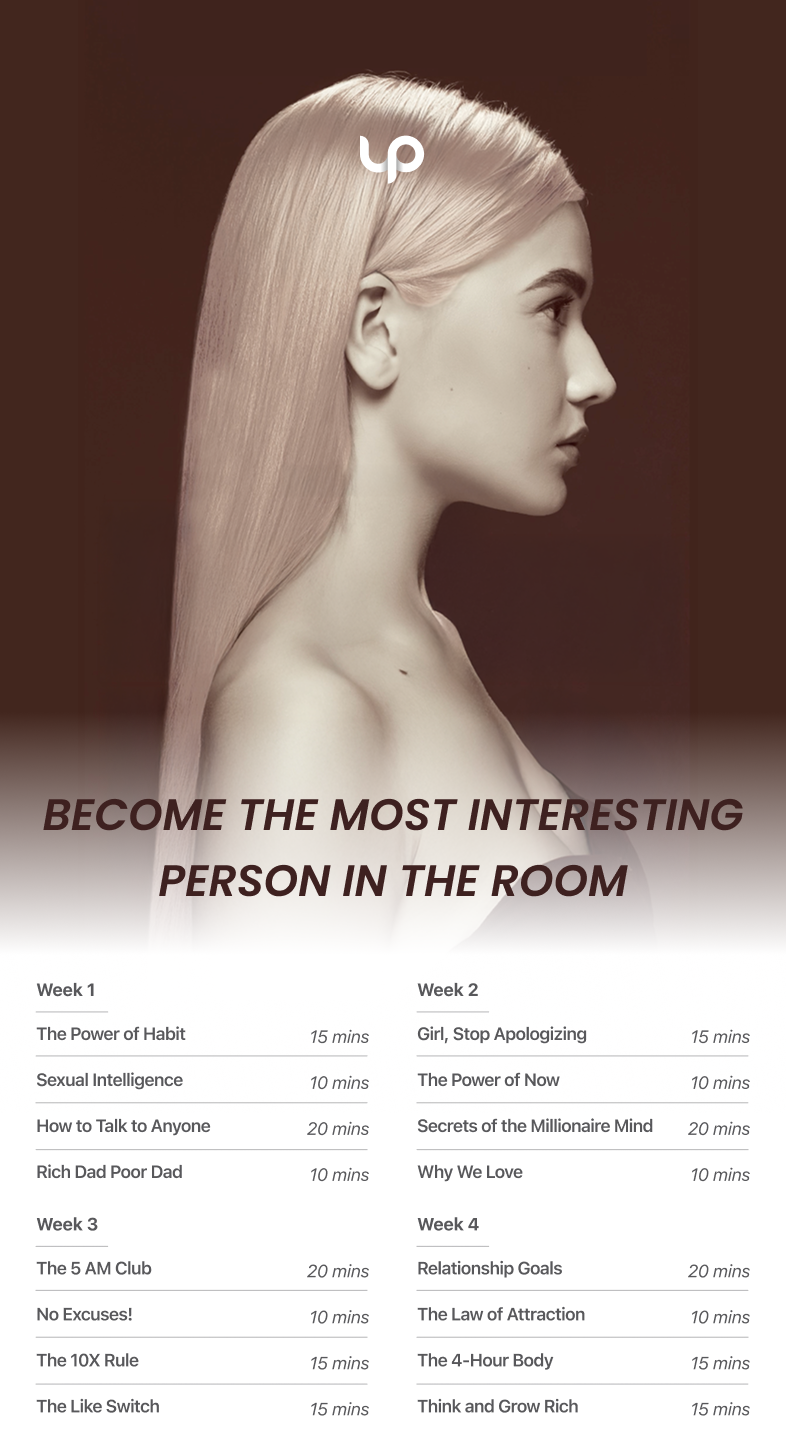 up
BECOME THE MOST INTERESTING
PERSON IN THE ROOM
Week 1
The Power of Habit 15 mins
Sexual Intelligence 10 mins
How to Talk to Anyone 20 mins
Rich Dad Poor Dad 10 mins
Week 2
Girl, Stop Apologizing 15 mins
The Power of Now 10 mins
Secrets of the Millionaire Mind 20 mins
Why We Love 10 mins
Week 3
The 5 AM Club 20 mins
No Excuses! 10 mins
The 10X Rule 15 mins
The Like Switch 15 mins
Week 4
Relationship Goals 20 mins
The Law of Attraction 10 mins
The 4-Hour Body 15 mins
Think and Grow Rich 15 mins